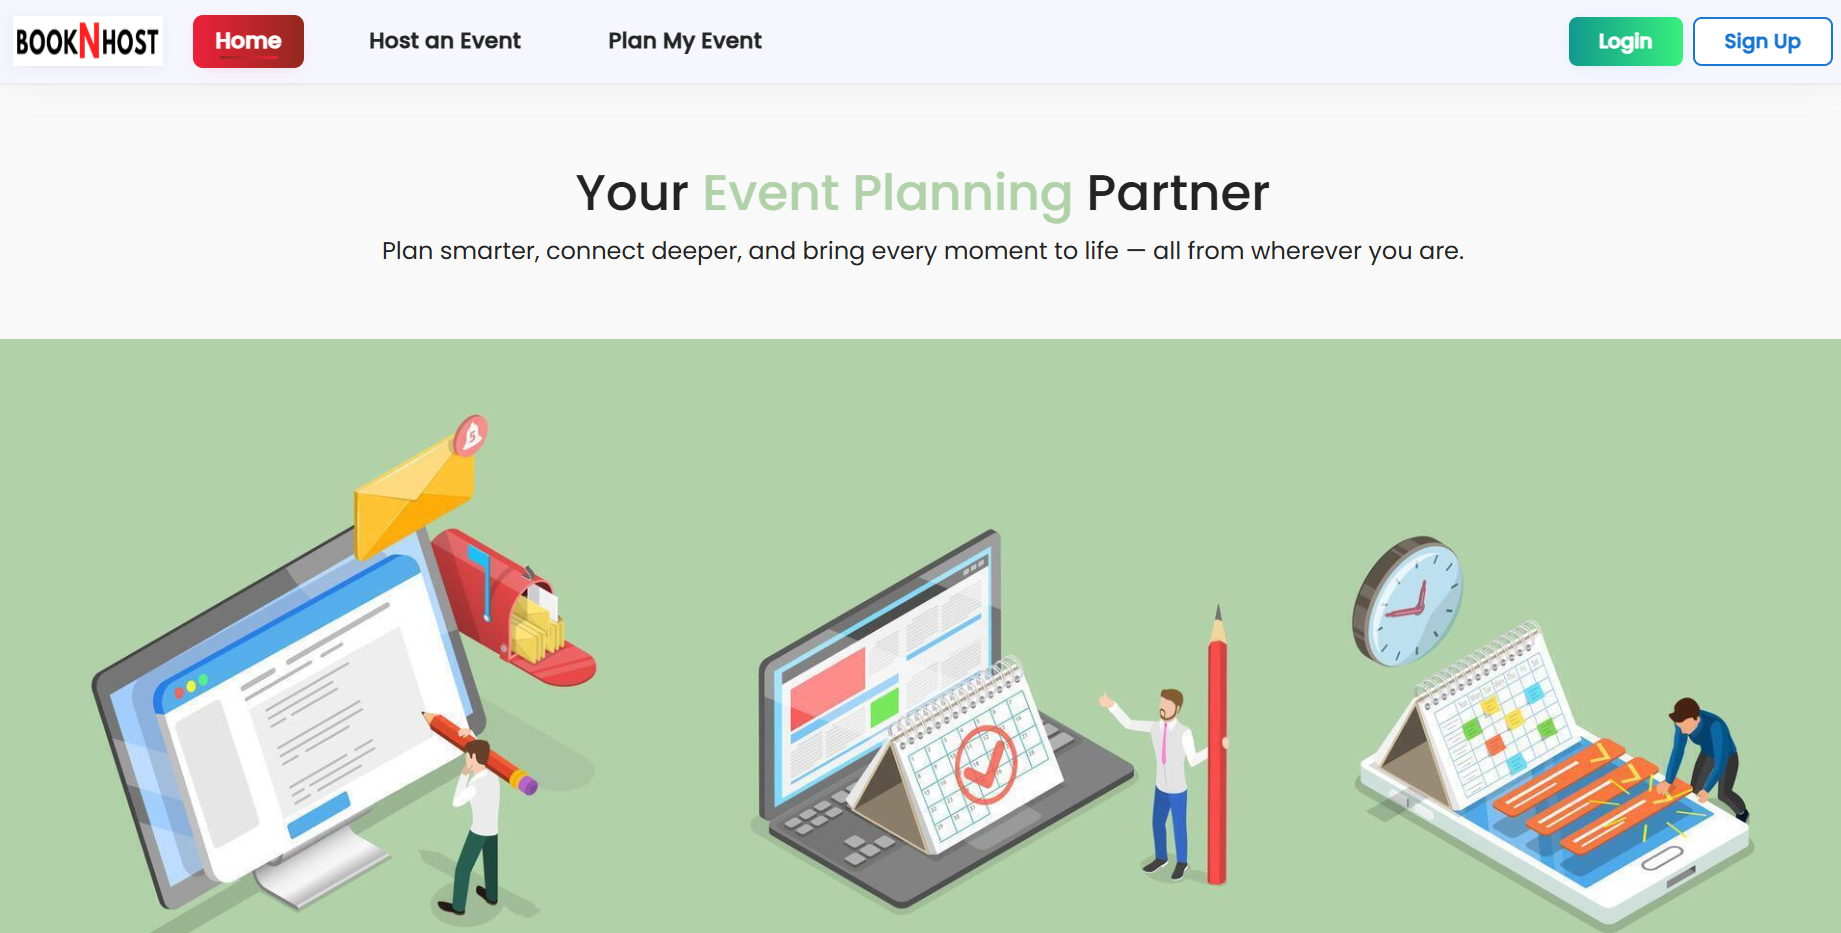 BOOKNHOST
Home
Host an Event
Plan My Event
Login
Sign Up
Your Event Planning Partner
Plan smarter, connect deeper, and bring every moment to life — all from wherever you are.
5